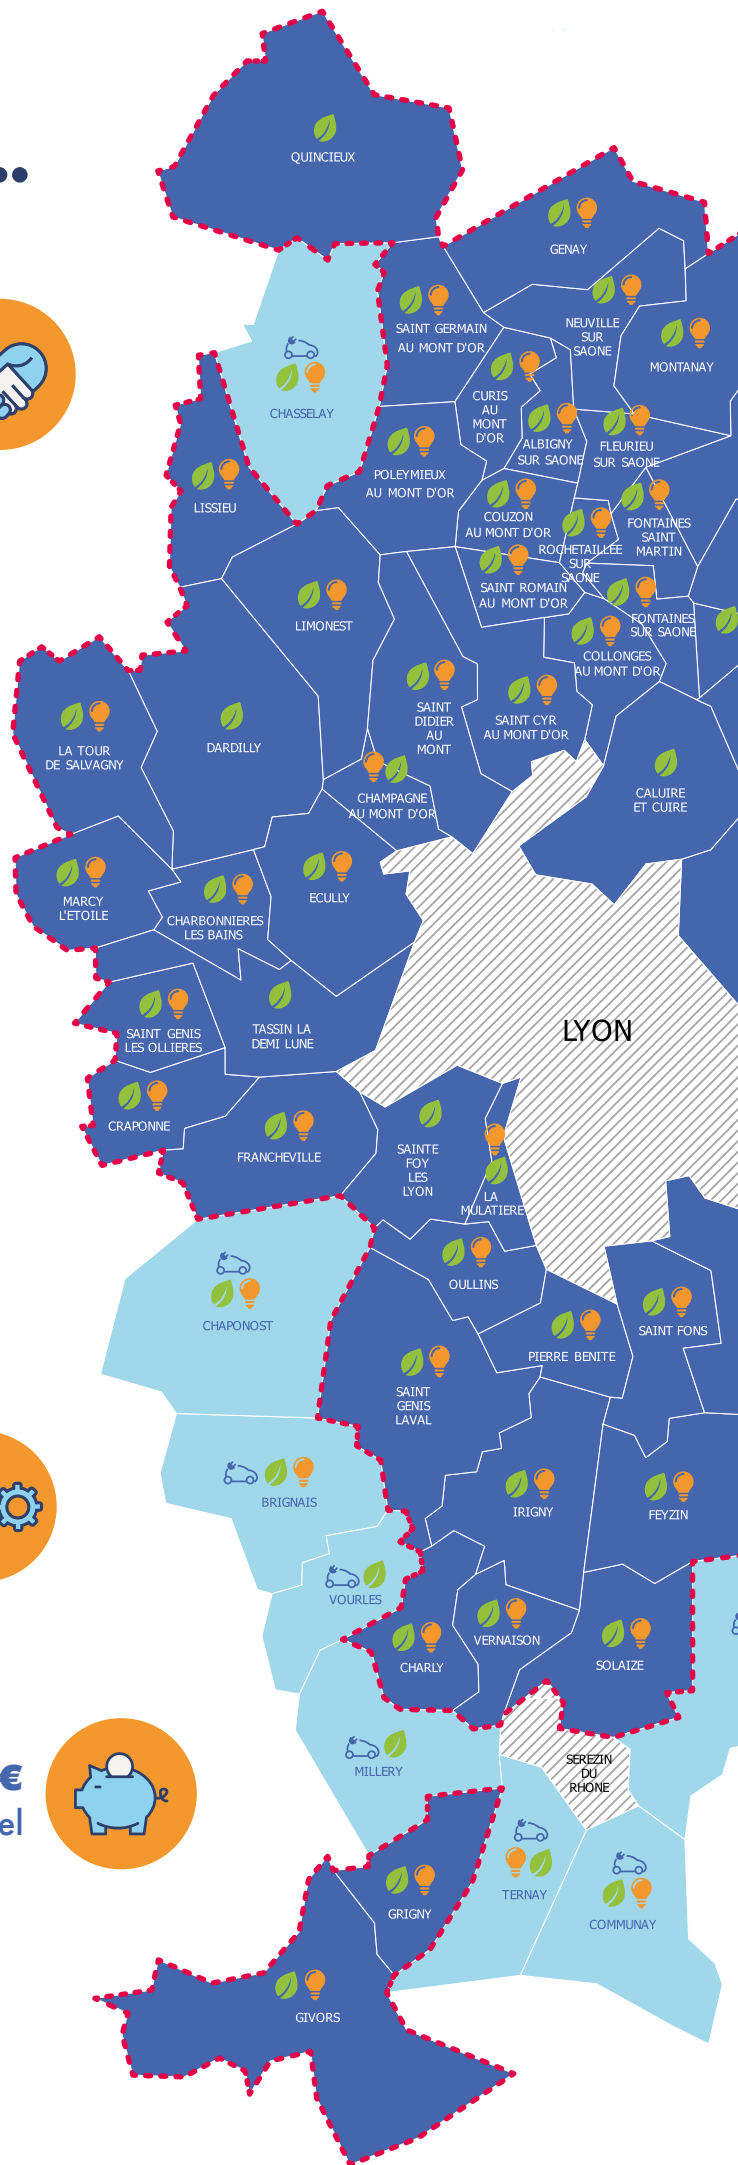 QUINCIEUX
GENAY
SAINT GERMAIN
AU MONT D'OR
NEUVILLE
SUR
SAONE
MONTANAY
CHASSELAY
CURIS
AU
MONT
D'OR
ALBIGNY
SUR SAONE
FLEURIEU
SUR SAONE
POLEYMIEUX
AU MONT D'OR
LISSIEU
COUZON
AU MONT D'OR
FONTAINES
SAINT
MARTIN
ROCHETAILLÉE
SUR
SAONE
SAINT ROMAIN
AU MONT D'OR
LIMONEST
FONTAINES
SUR SAONE
COLLONGES
AU MONT D'OR
SAINT
DIDIER
AU
MONT
SAINT CYR
AU MONT D'OR
LA TOUR
DE SALVAGNY
DARDILLY
CHAMPAGNE
AU MONT D'OR
CALUIRE
ET CUIRE
MARCY
L'ETOILE
CHARBONNIERES
LES BAINS
ECULLY
LYON
SAINT GENIS
LES OLLIERES
TASSIN LA
DEMI LUNE
CRAPONNE
FRANCHEVILLE
SAINTE
FOY
LES
LYON
LA
MULATIERE
OULLINS
CHAPONOST
SAINT FONS
PIERRE BENITE
SAINT
GENIS
LAVAL
BRIGNAIS
IRIGNY
FEYZIN
VOURLES
CHARLY
VERNAISON
SOLAIZE
MILLERY
SEREZIN
DU
RHONE
€
el
TERNAY
COMMUNAY
GRIGNY
GIVORS